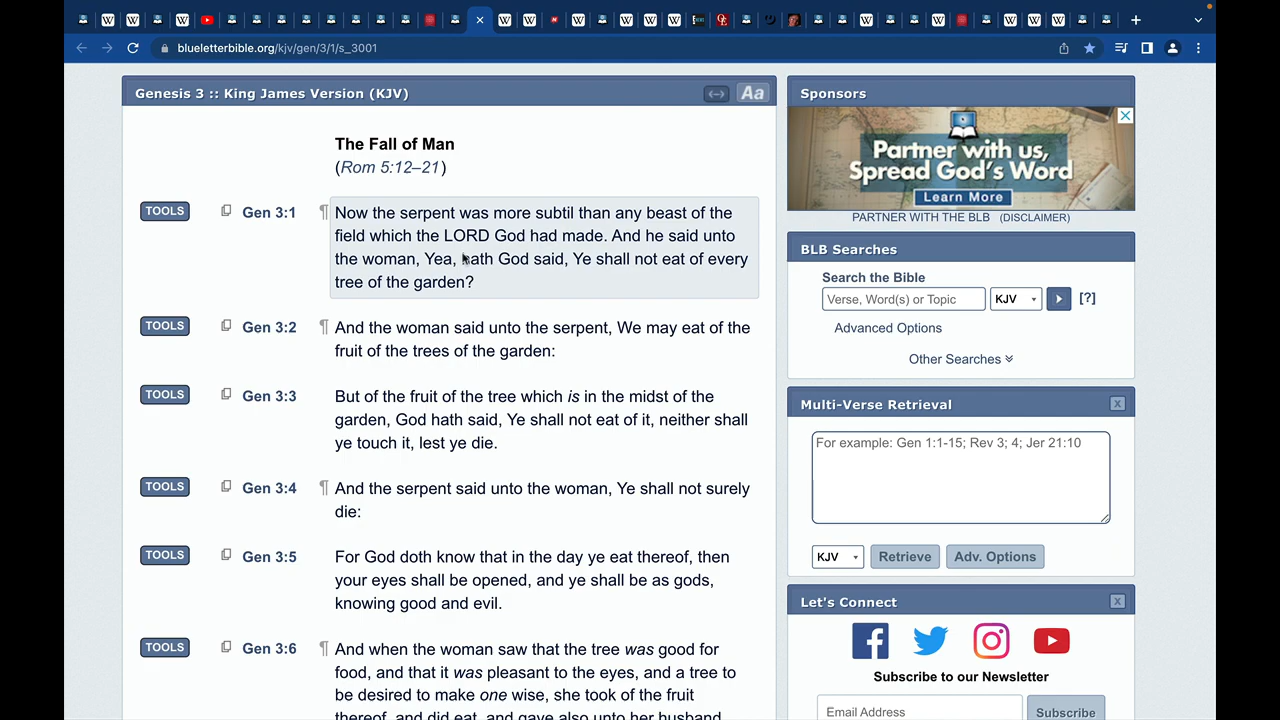 blueletterbible.org/kjv/gen/3/1/s_3001
Genesis 3 :: King James Version (KJV)
Aa
The Fall of Man
(Rom 5:12–21)
TOOLS
Gen 3:1
¶ Now the serpent was more subtil than any beast of the
field which the LORD God had made. And he said unto
the woman, Yea, hath God said, Ye shall not eat of every
tree of the garden?
TOOLS
Gen 3:2
¶ And the woman said unto the serpent, We may eat of the
fruit of the trees of the garden:
TOOLS
Gen 3:3
But of the fruit of the tree which is in the midst of the
garden, God hath said, Ye shall not eat of it, neither shall
ye touch it, lest ye die.
TOOLS
Gen 3:4
¶ And the serpent said unto the woman, Ye shall not surely
die:
TOOLS
Gen 3:5
For God doth know that in the day ye eat thereof, then
your eyes shall be opened, and ye shall be as gods,
knowing good and evil.
TOOLS
Gen 3:6
¶ And when the woman saw that the tree was good for
food, and that it was pleasant to the eyes, and a tree to
be desired to make one wise, she took of the fruit
thereof, and did eat, and gave also unto her husband
Sponsors
Partner with us,
Spread God's Word
Learn More
PARTNER WITH THE BLB (DISCLAIMER)
BLB Searches
Search the Bible
Verse, Word(s) or Topic
KJV
[?]
Advanced Options
Other Searches
Multi-Verse Retrieval
x
For example: Gen 1:1-15; Rev 3; 4; Jer 21:10
KJV
Retrieve
Adv. Options
Let's Connect
x
Subscribe to our Newsletter
Email Address
Subscribe